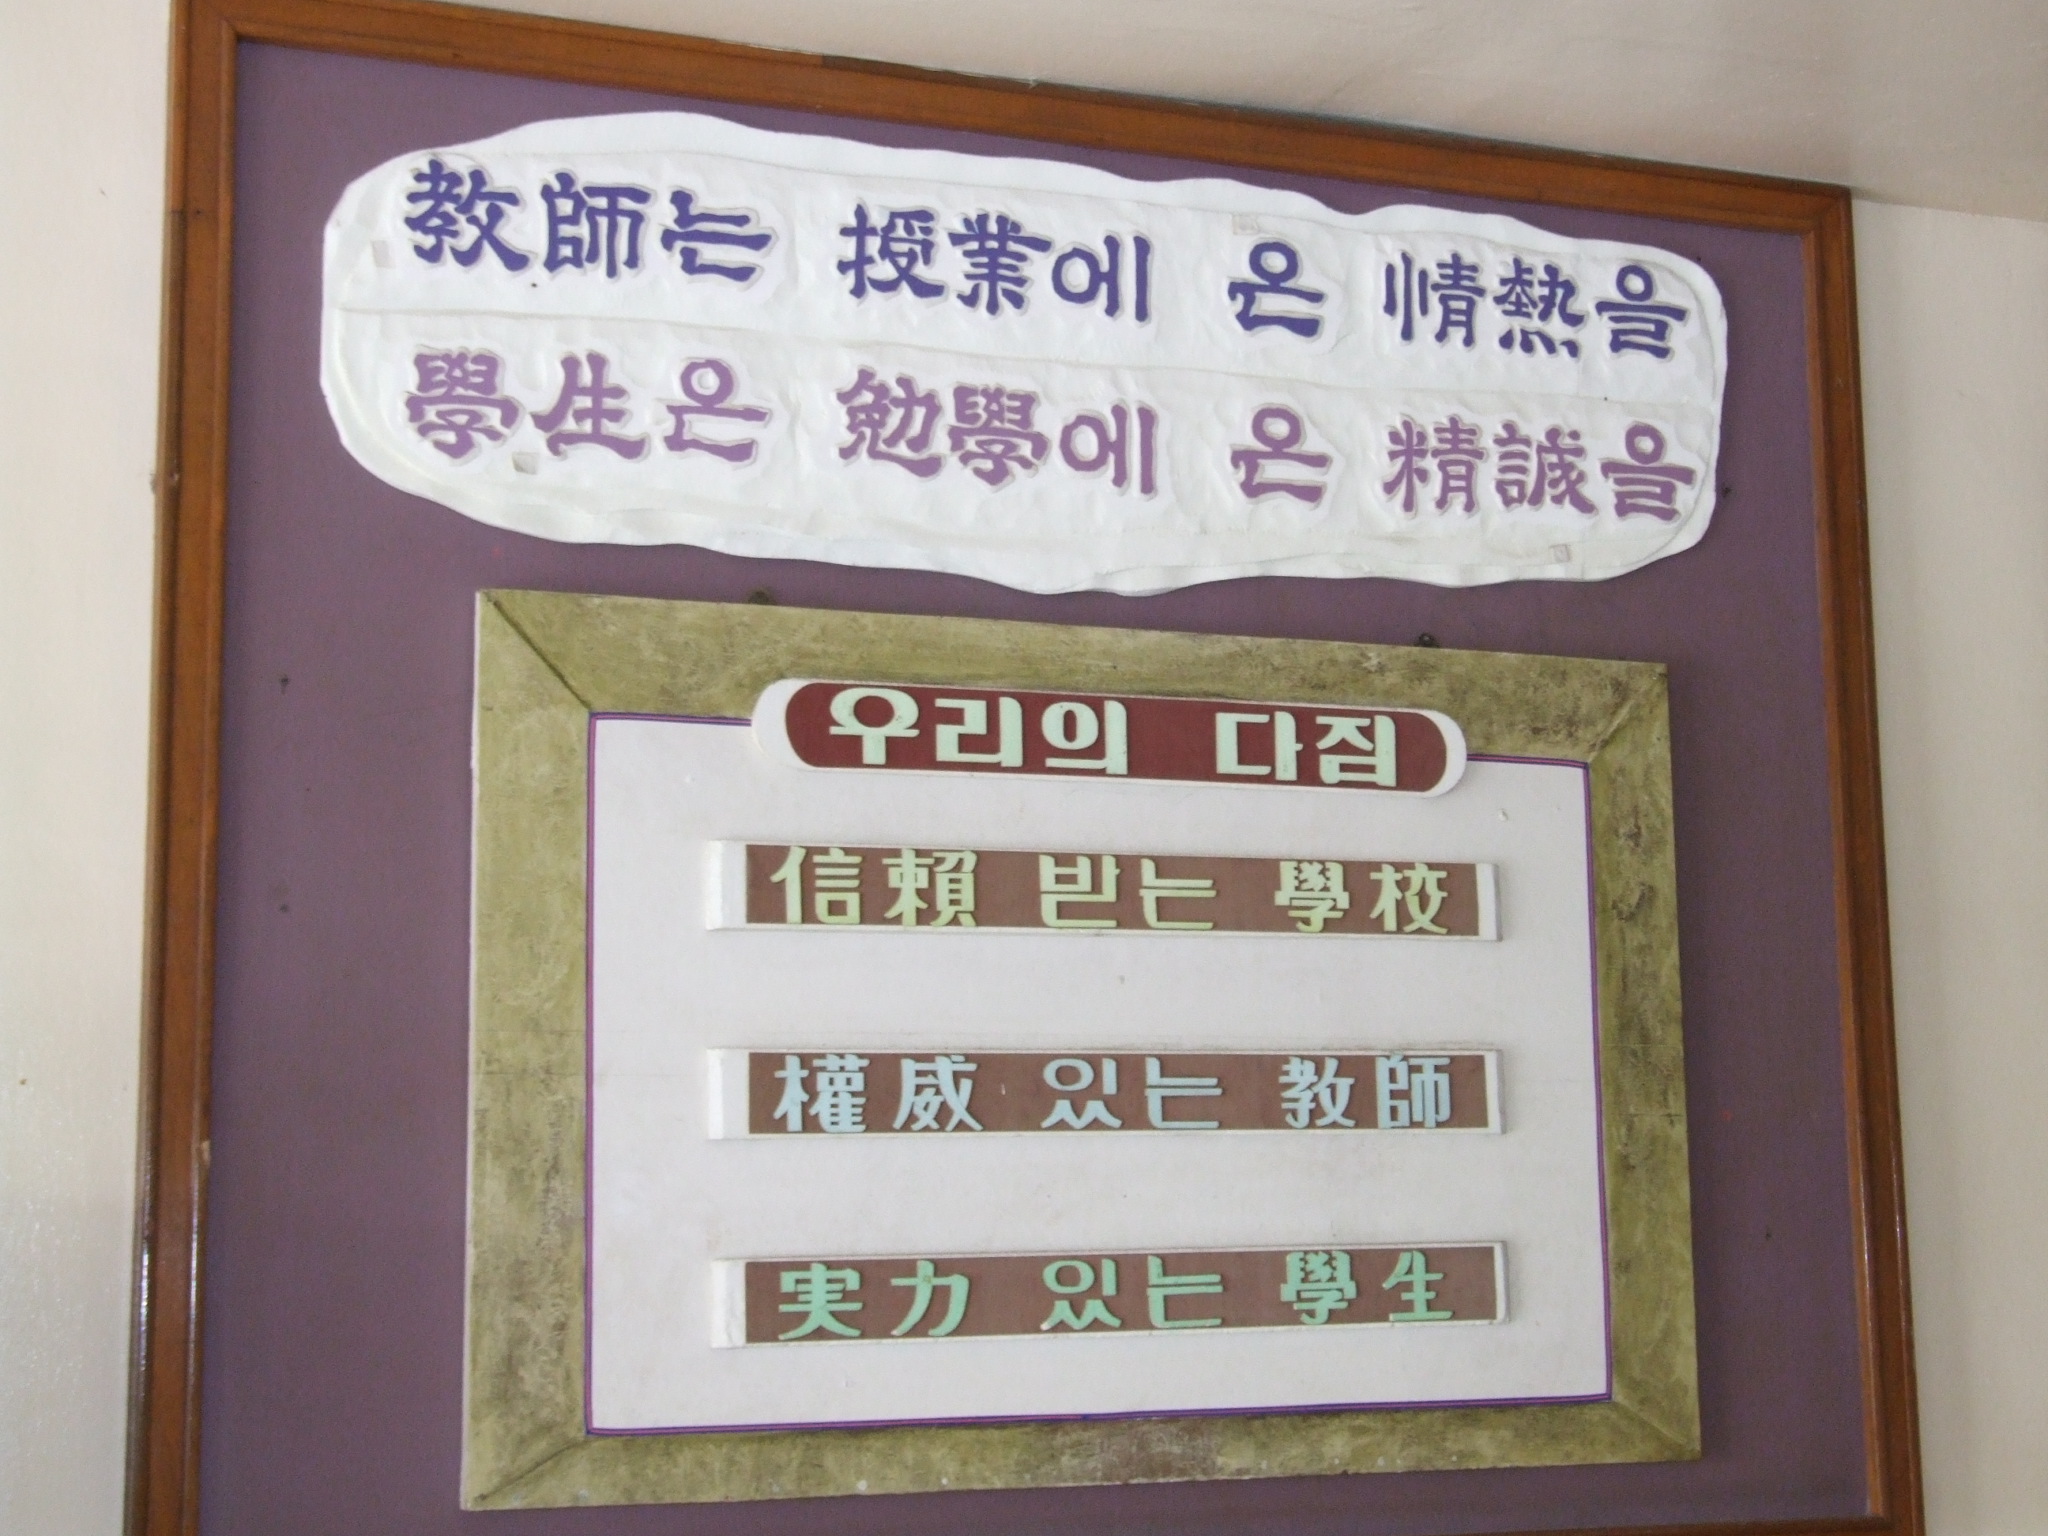 教師는 授業에 온 情熱을
學生은 勉學에 온 精誠을
우리의 다짐
信賴 받는 學校
權威 있는 教師
実力 있는 學生